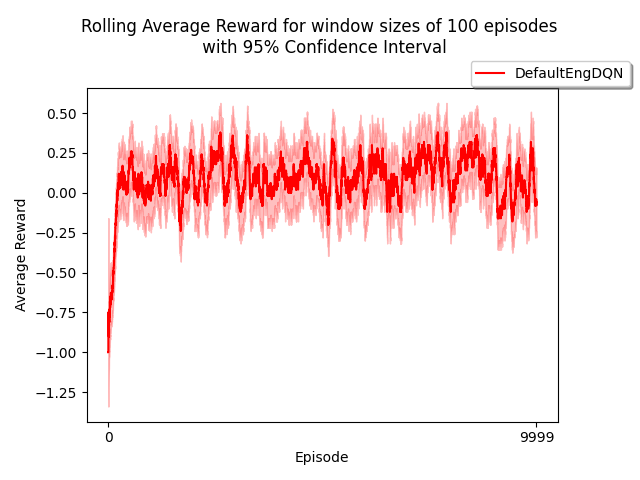 Rolling Average Reward for window sizes of 100 episodes
with 95% Confidence Interval
DefaultEngDQN
0.50
0.25
0.00
−0.25
−0.50
−0.75
−1.00
−1.25
Average Reward
0
9999
Episode